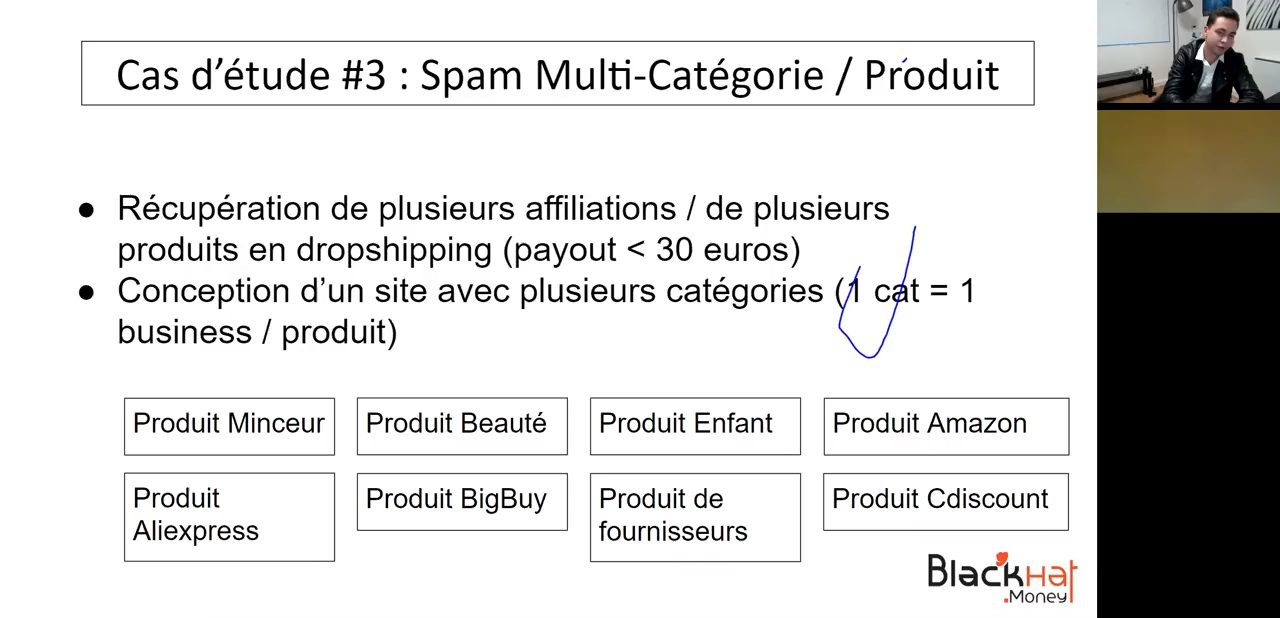 Cas d’étude #3 : Spam Multi-Catégorie / Produit
● Récupération de plusieurs affiliations / de plusieurs
produits en dropshipping (payout < 30 euros)
● Conception d’un site avec plusieurs catégories (1 cat = 1
business / produit)
Produit Minceur
Produit Beauté
Produit Enfant
Produit Amazon
Produit
Aliexpress
Produit BigBuy
Produit de
fournisseurs
Produit Cdiscount
BlackHat
.Money